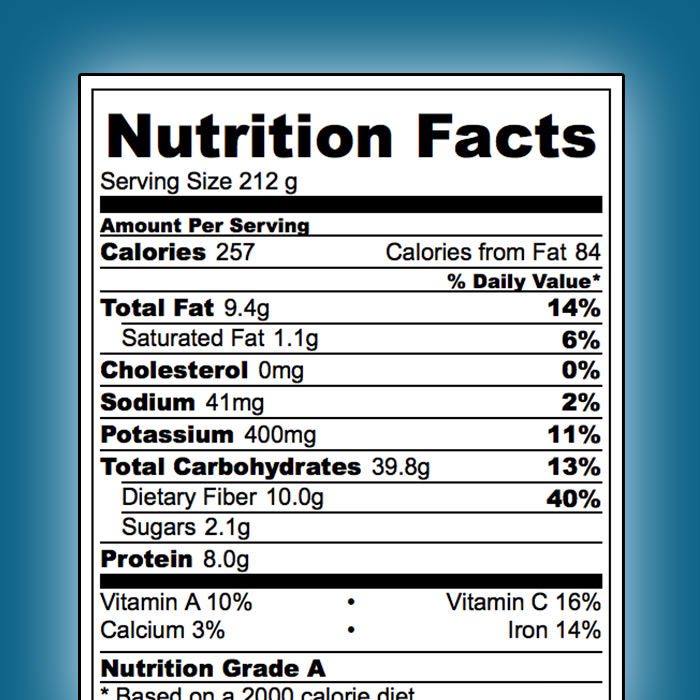 Nutrition Facts
Serving Size 212 g
Amount Per Serving
Calories 257 Calories from Fat 84
% Daily Value*
Total Fat 9.4g 14%
Saturated Fat 1.1g 6%
Cholesterol 0mg 0%
Sodium 41mg 2%
Potassium 400mg 11%
Total Carbohydrates 39.8g 13%
Dietary Fiber 10.0g 40%
Sugars 2.1g
Protein 8.0g
Vitamin A 10% • Vitamin C 16%
Calcium 3% • Iron 14%
Nutrition Grade A
* Based on a 2000 calorie diet